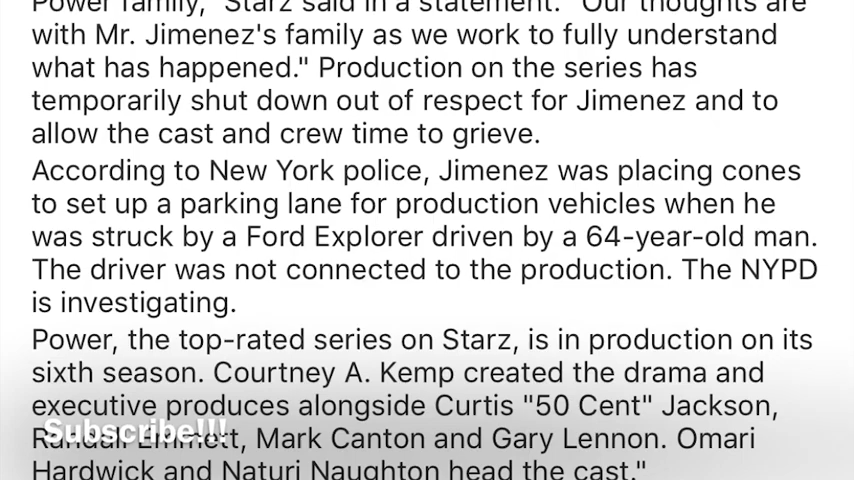 Power family," Starz said in a statement. "Our thoughts are
with Mr. Jimenez's family as we work to fully understand
what has happened." Production on the series has
temporarily shut down out of respect for Jimenez and to
allow the cast and crew time to grieve.
According to New York police, Jimenez was placing cones
to set up a parking lane for production vehicles when he
was struck by a Ford Explorer driven by a 64-year-old man.
The driver was not connected to the production. The NYPD
is investigating.
Power, the top-rated series on Starz, is in production on its
sixth season. Courtney A. Kemp created the drama and
executive produces alongside Curtis "50 Cent" Jackson,
Randall Emmett, Mark Canton and Gary Lennon. Omari
Subscribe!!!
Hardwick and Naturi Naughton head the cast."